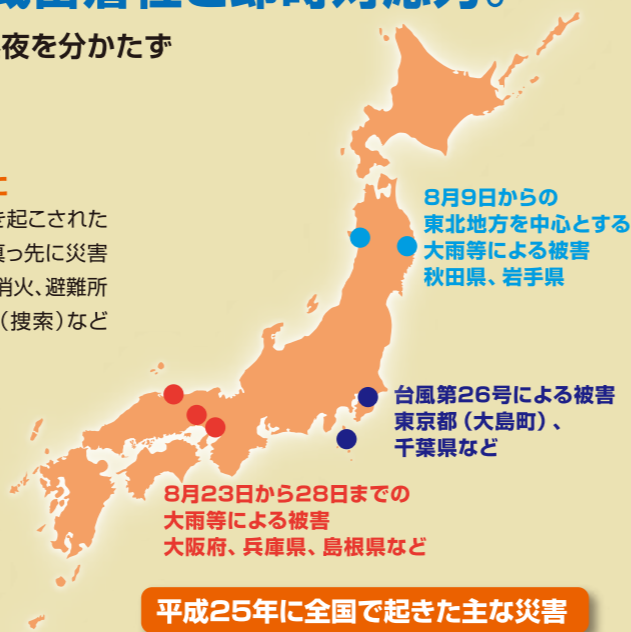 夜を分かたず
き起こされた
真っ先に災害
消火、避難所
（捜索）など
8月9日からの
東北地方を中心とする
大雨等による被害
秋田県、岩手県
台風第26号による被害
東京都（大島町）、
千葉県など
8月23日から28日までの
大雨等による被害
大阪府、兵庫県、島根県など
平成25年に全国で起きた主な災害